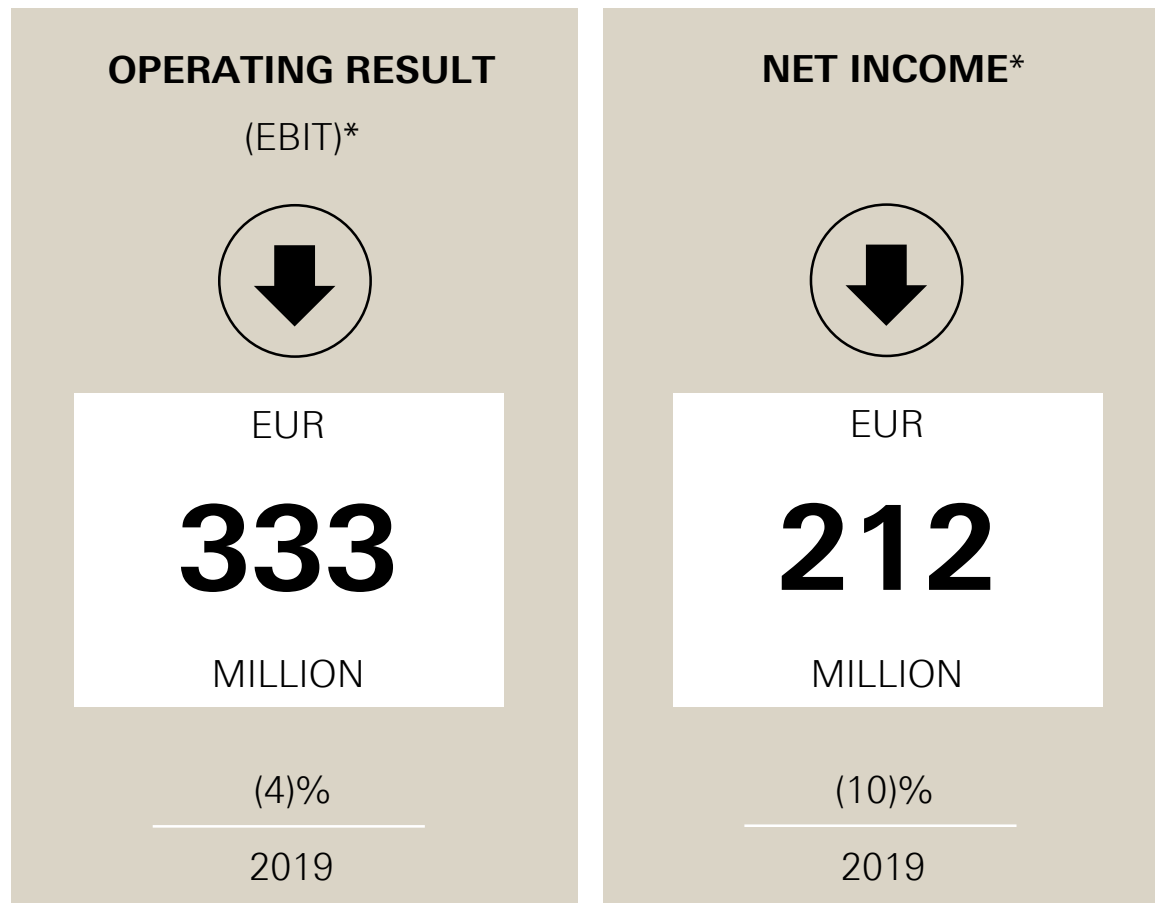 OPERATING RESULT
(EBIT)*
EUR
333
MILLION
(4)%
2019
NET INCOME*
EUR
212
MILLION
(10)%
2019